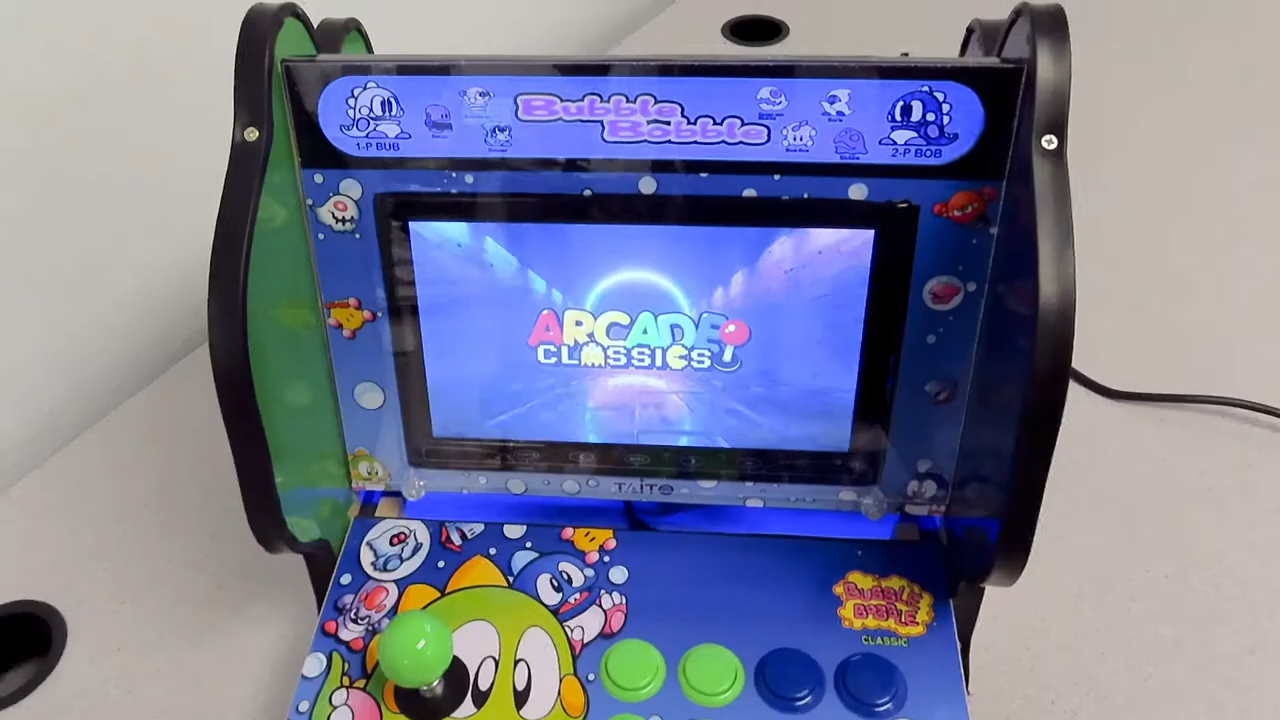 Bubble
Bobble
1-P BUB
2-P BOB
ARCADE
CLASSICS
TAITO
BUBBLE
BOBBLE
CLASSIC